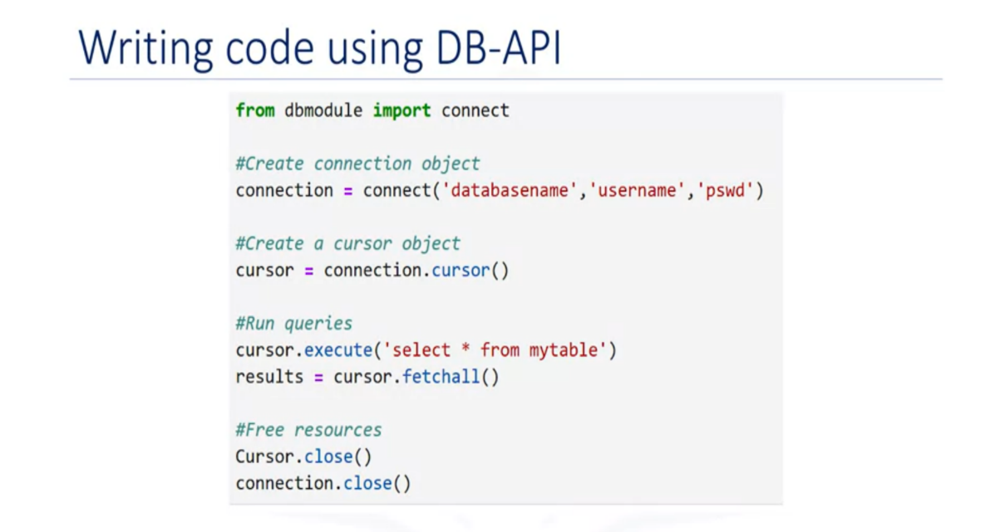 Writing code using DB-API
from dbmodule import connect
#Create connection object
connection = connect('databasename','username','pswd')
#Create a cursor object
cursor = connection.cursor()
#Run queries
cursor.execute('select * from mytable')
results = cursor.fetchall()
#Free resources
Cursor.close()
connection.close()